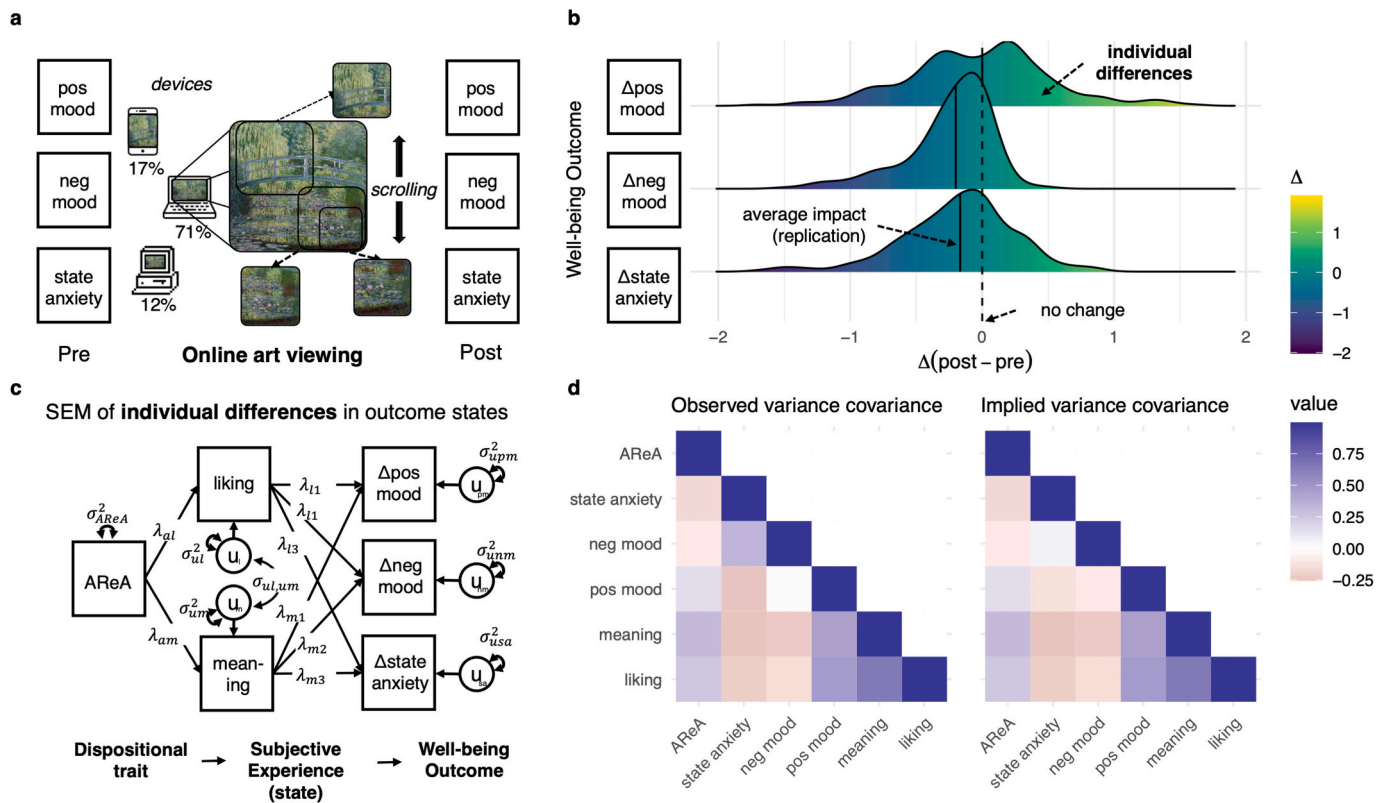 a
pos
mood
neg
mood
state
anxiety
Pre
devices
17%
71%
12%
scrolling
Online art viewing
pos
mood
neg
mood
state
anxiety
Post
b
Well-being Outcome
Δpos
mood
Δneg
mood
Δstate
anxiety
individual
differences
average impact
(replication)
no change
−2
−1
0
1
2
Δ(post − pre)
Δ
2
1
0
−1
−2
c
SEM of individual differences in outcome states
σ²AReA
AReA
λal
λam
liking
σ²ul
ul
σul,um
σ²um
um
mean-
ing
λl1
λl1
λl3
λm1
λm2
λm3
Δpos
mood
Δneg
mood
Δstate
anxiety
σ²upm
upm
σ²unm
unm
σ²usa
usa
Dispositional
trait
Subjective
Experience
(state)
Well-being
Outcome
d
Observed variance covariance
Implied variance covariance
AReA
state anxiety
neg mood
pos mood
meaning
liking
AReA
state anxiety
neg mood
pos mood
meaning
liking
AReA
state anxiety
neg mood
pos mood
meaning
liking
value
0.75
0.50
0.25
0.00
−0.25